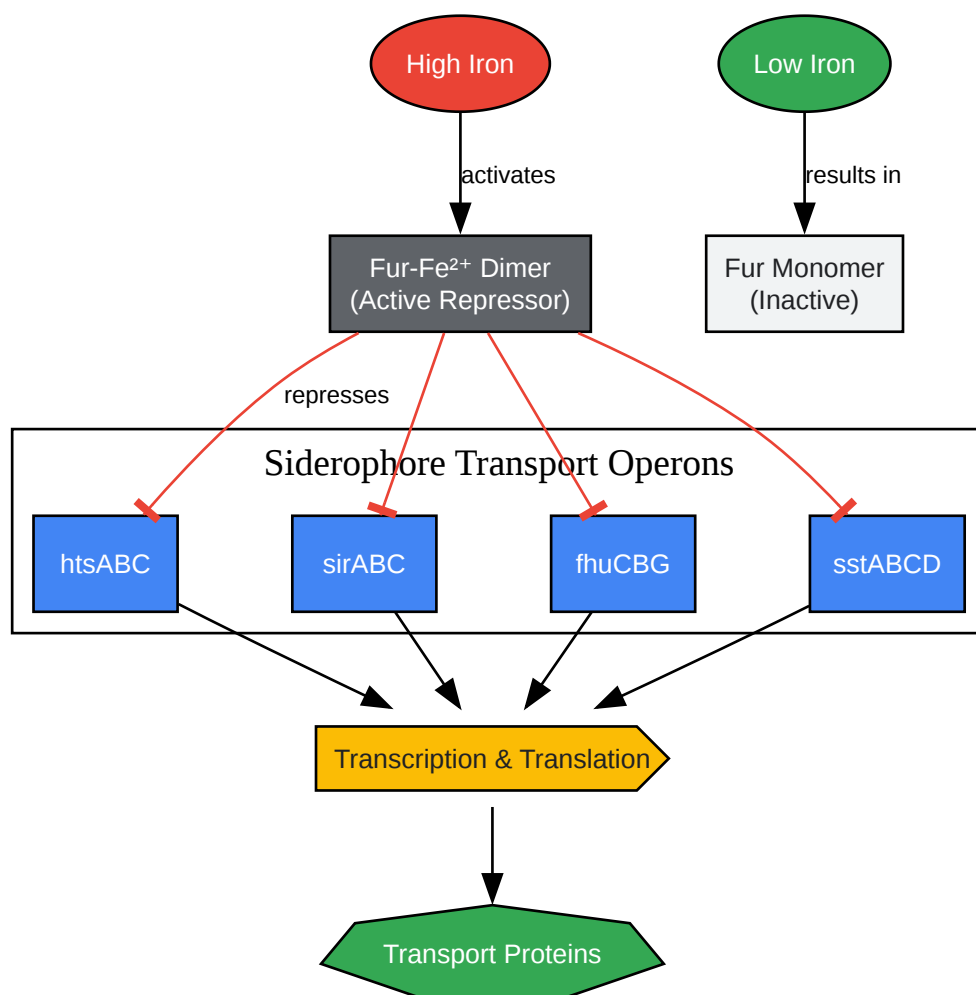 High Iron
Low Iron
activates
results in
Fur-Fe²⁺ Dimer
(Active Repressor)
Fur Monomer
(Inactive)
represses
Siderophore Transport Operons
htsABC
sirABC
fhuCBG
sstABCD
Transcription & Translation
Transport Proteins